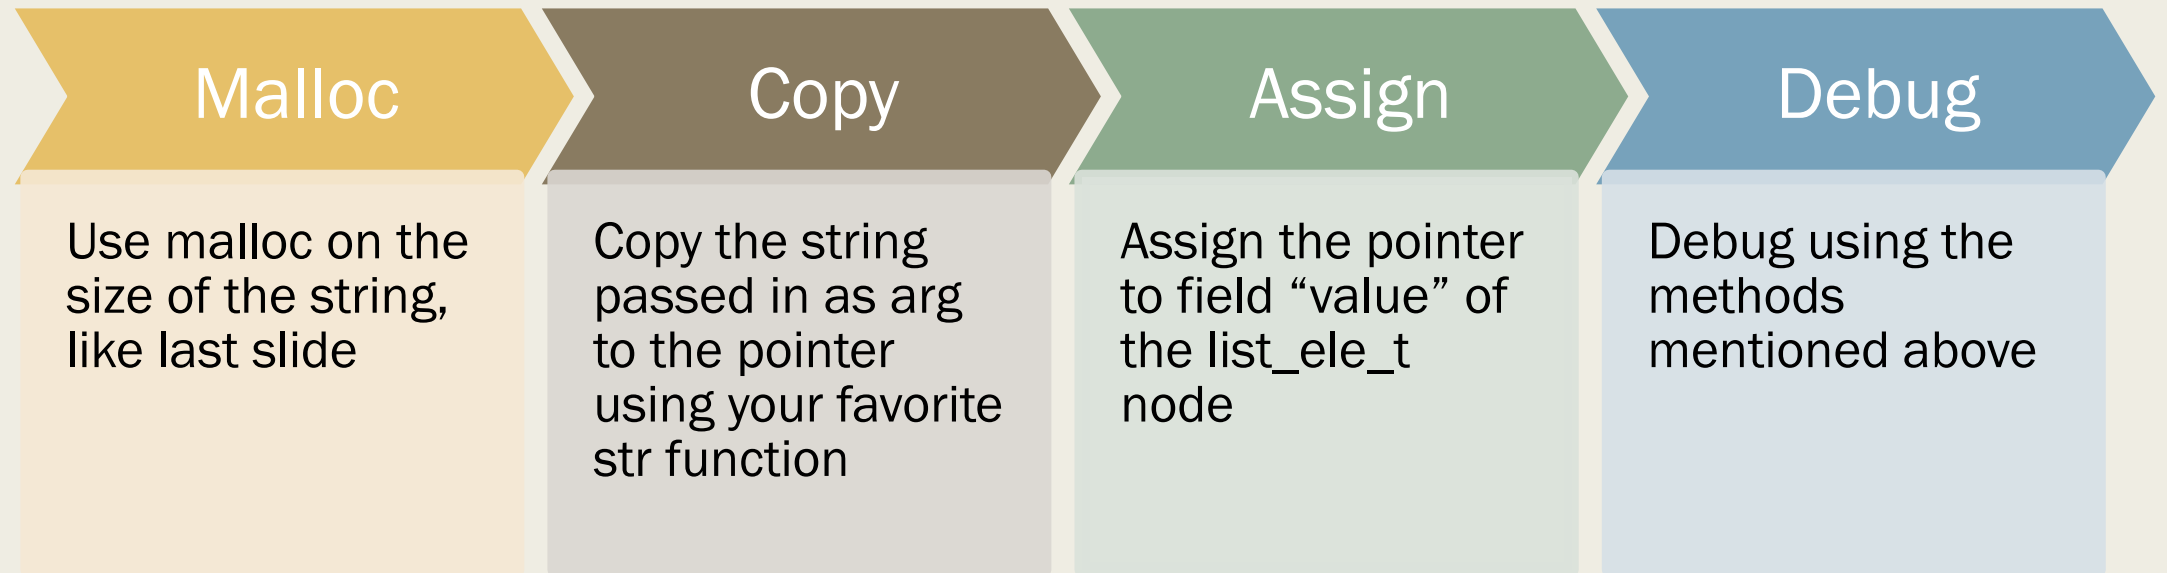 Malloc
Use malloc on the
size of the string,
like last slide
Copy
Copy the string
passed in as arg
to the pointer
using your favorite
str function
Assign
Assign the pointer
to field “value” of
the list_ele_t
node
Debug
Debug using the
methods
mentioned above